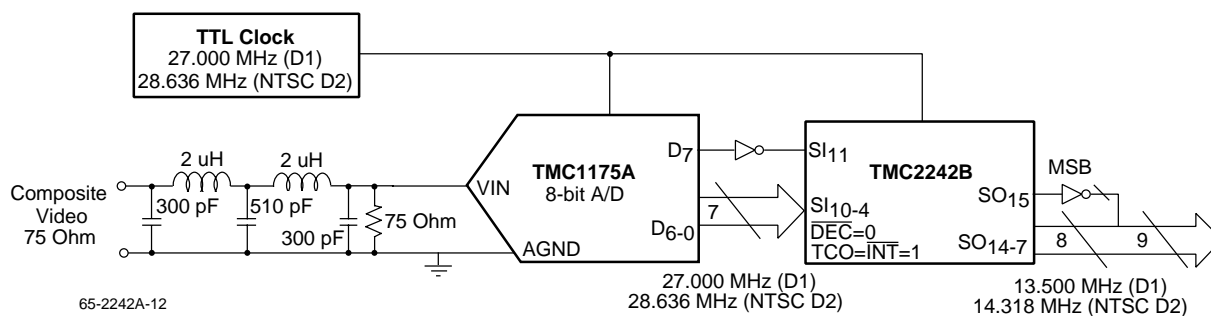 TTL Clock
27.000 MHz (D1)
28.636 MHz (NTSC D2)
2 uH
2 uH
Composite
Video
75 Ohm
300 pF
510 pF
300 pF
75 Ohm
VIN
AGND
TMC1175A
8-bit A/D
D7
D6-0
7
27.000 MHz (D1)
28.636 MHz (NTSC D2)
SI11
TMC2242B
SI10-4
DEC=0
TCO=INT=1
SO15
SO14-7
MSB
8
9
13.500 MHz (D1)
14.318 MHz (NTSC D2)
65-2242A-12